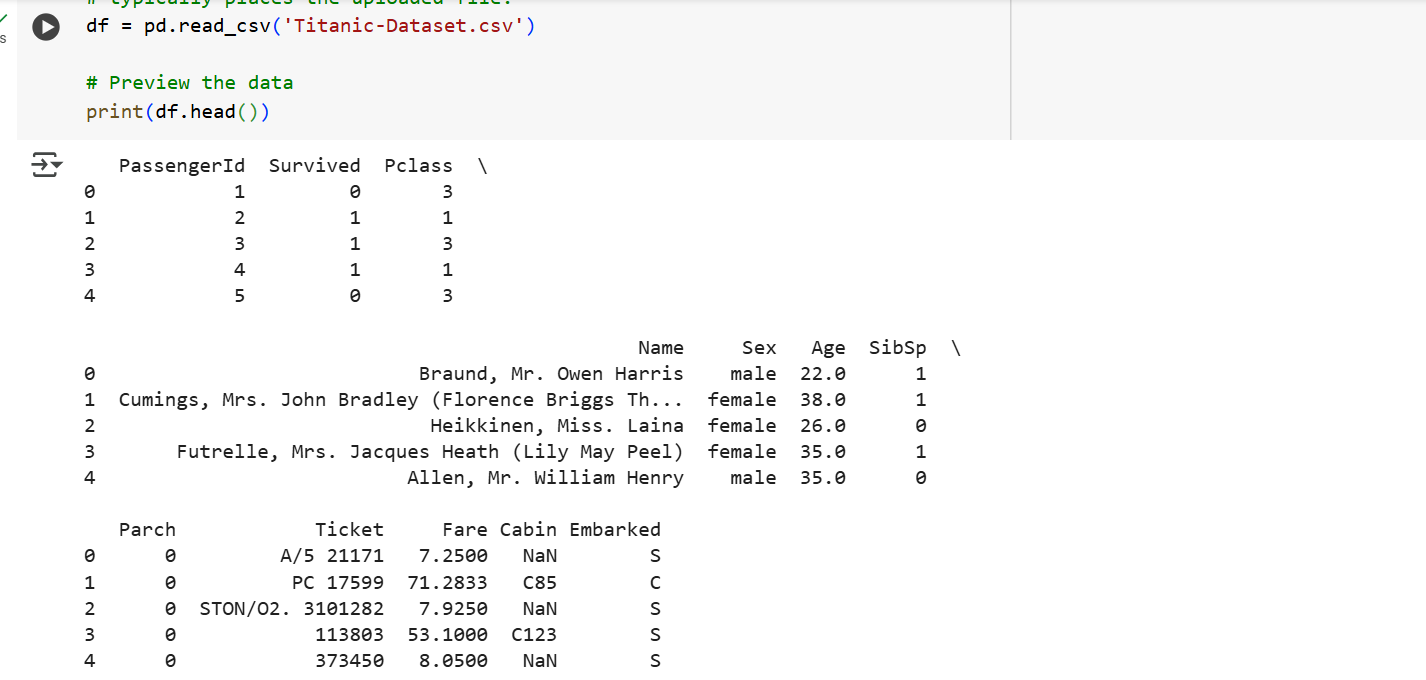 # typically places the uploaded file.
df = pd.read_csv('Titanic-Dataset.csv')
# Preview the data
print(df.head())
   PassengerId  Survived  Pclass  \
0            1         0       3
1            2         1       1
2            3         1       3
3            4         1       1
4            5         0       3
                                                Name     Sex   Age  SibSp  \
0                            Braund, Mr. Owen Harris    male  22.0      1
1  Cumings, Mrs. John Bradley (Florence Briggs Th...  female  38.0      1
2                             Heikkinen, Miss. Laina  female  26.0      0
3       Futrelle, Mrs. Jacques Heath (Lily May Peel)  female  35.0      1
4                           Allen, Mr. William Henry    male  35.0      0
   Parch            Ticket     Fare Cabin Embarked
0      0         A/5 21171   7.2500   NaN        S
1      0          PC 17599  71.2833   C85        C
2      0  STON/O2. 3101282   7.9250   NaN        S
3      0            113803  53.1000  C123        S
4      0            373450   8.0500   NaN        S